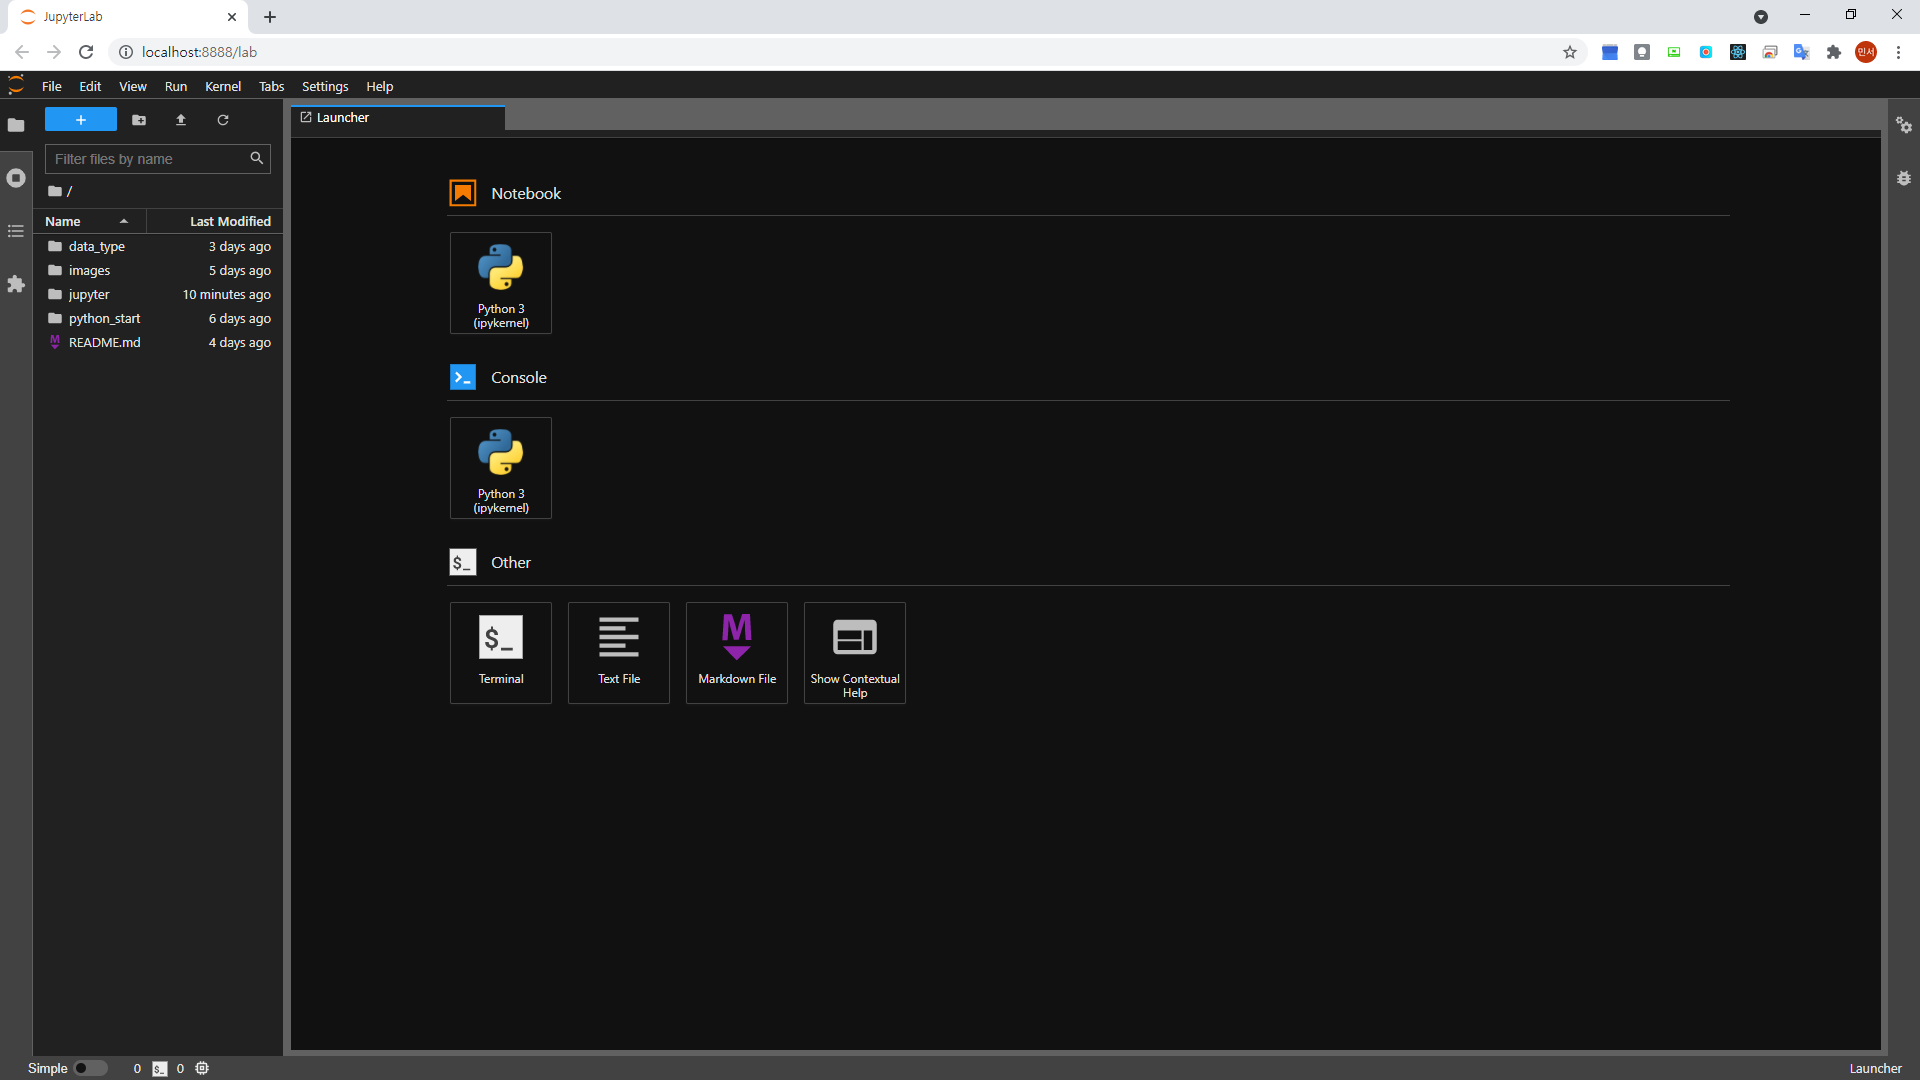 JupyterLab
localhost:8888/lab
민서
File Edit View Run Kernel Tabs Settings Help
+
Launcher
Filter files by name
/
Name Last Modified
data_type 3 days ago
images 5 days ago
jupyter 10 minutes ago
python_start 6 days ago
M README.md 4 days ago
Notebook
Python 3
(ipykernel)
Console
Python 3
(ipykernel)
$_ Other
$_
Terminal
Text File
M
Markdown File
Show Contextual
Help
Simple 0 $_ 0 Launcher